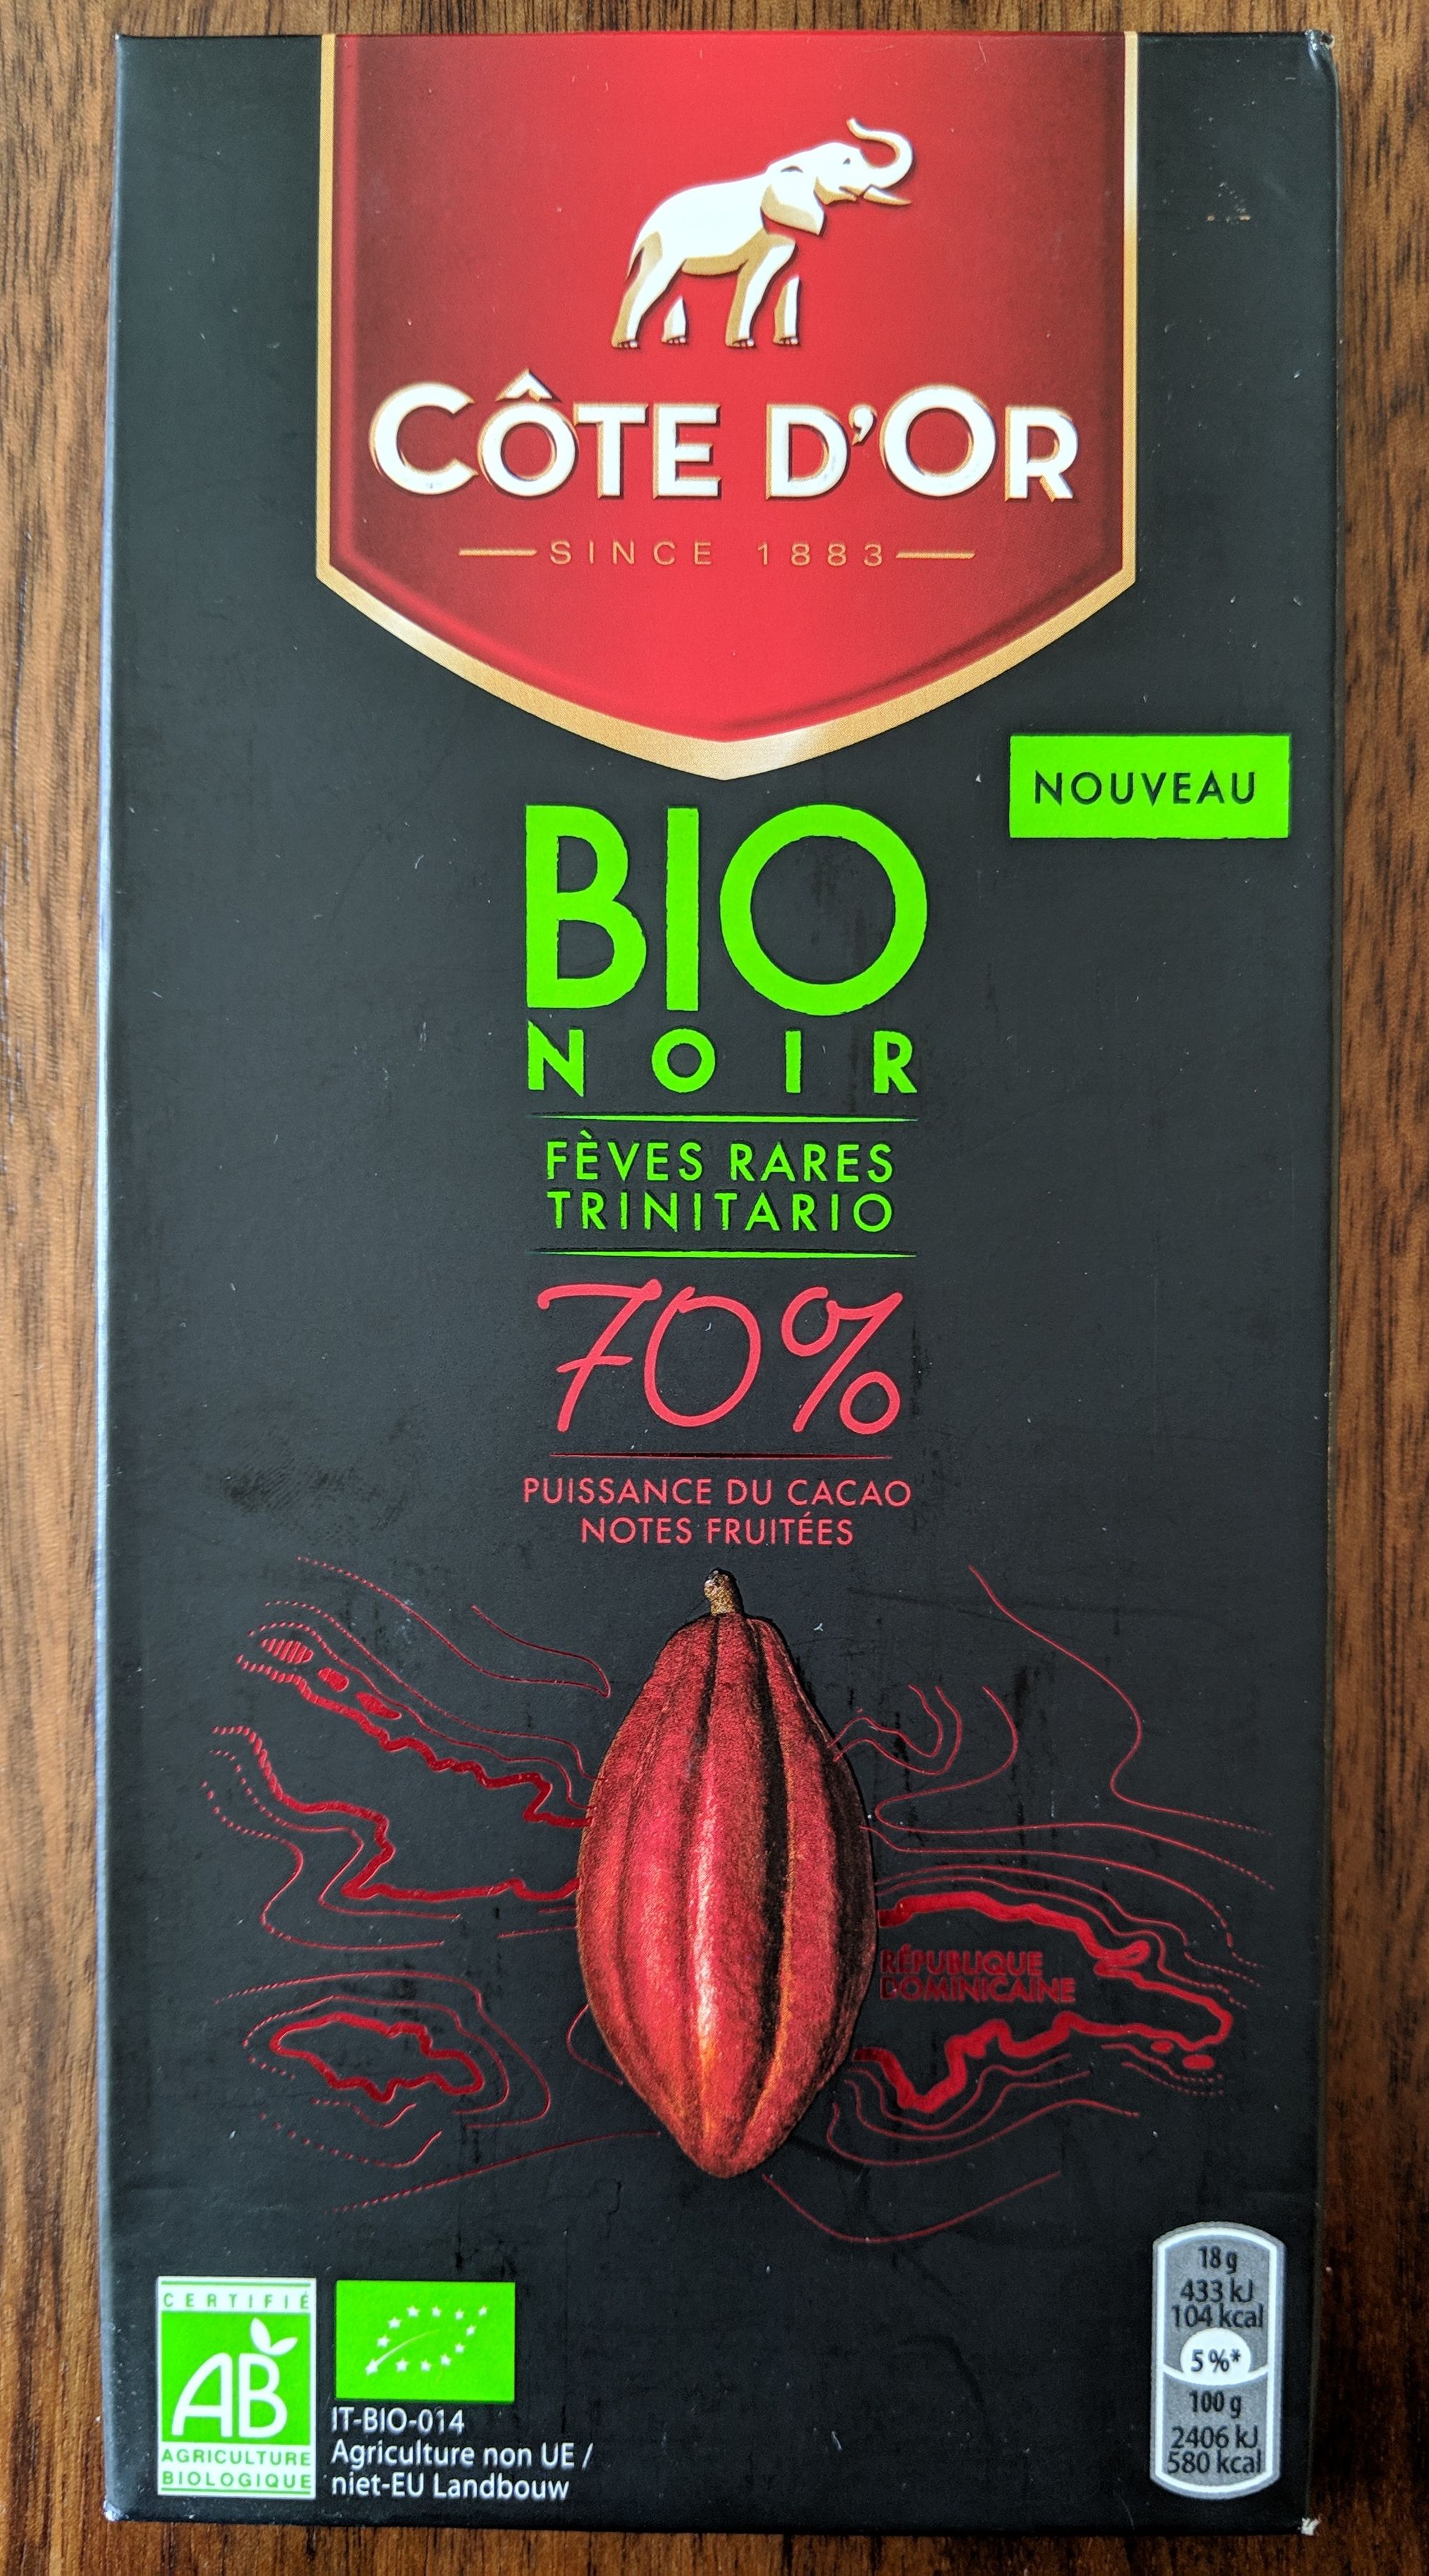 CÔTE D'OR
SINCE 1883
NOUVEAU
BIO
NOIR
FÈVES RARES
TRINITARIO
70%
PUISSANCE DU CACAO
NOTES FRUITÉES
RÉPUBLIQUE
DOMINICAINE
CERTIFIÉ
AB
AGRICULTURE
BIOLOGIQUE
IT-BIO-014
Agriculture non UE /
niet-EU Landbouw
18 g
433 kJ
104 kcal
5 %*
100 g
2406 kJ
580 kcal